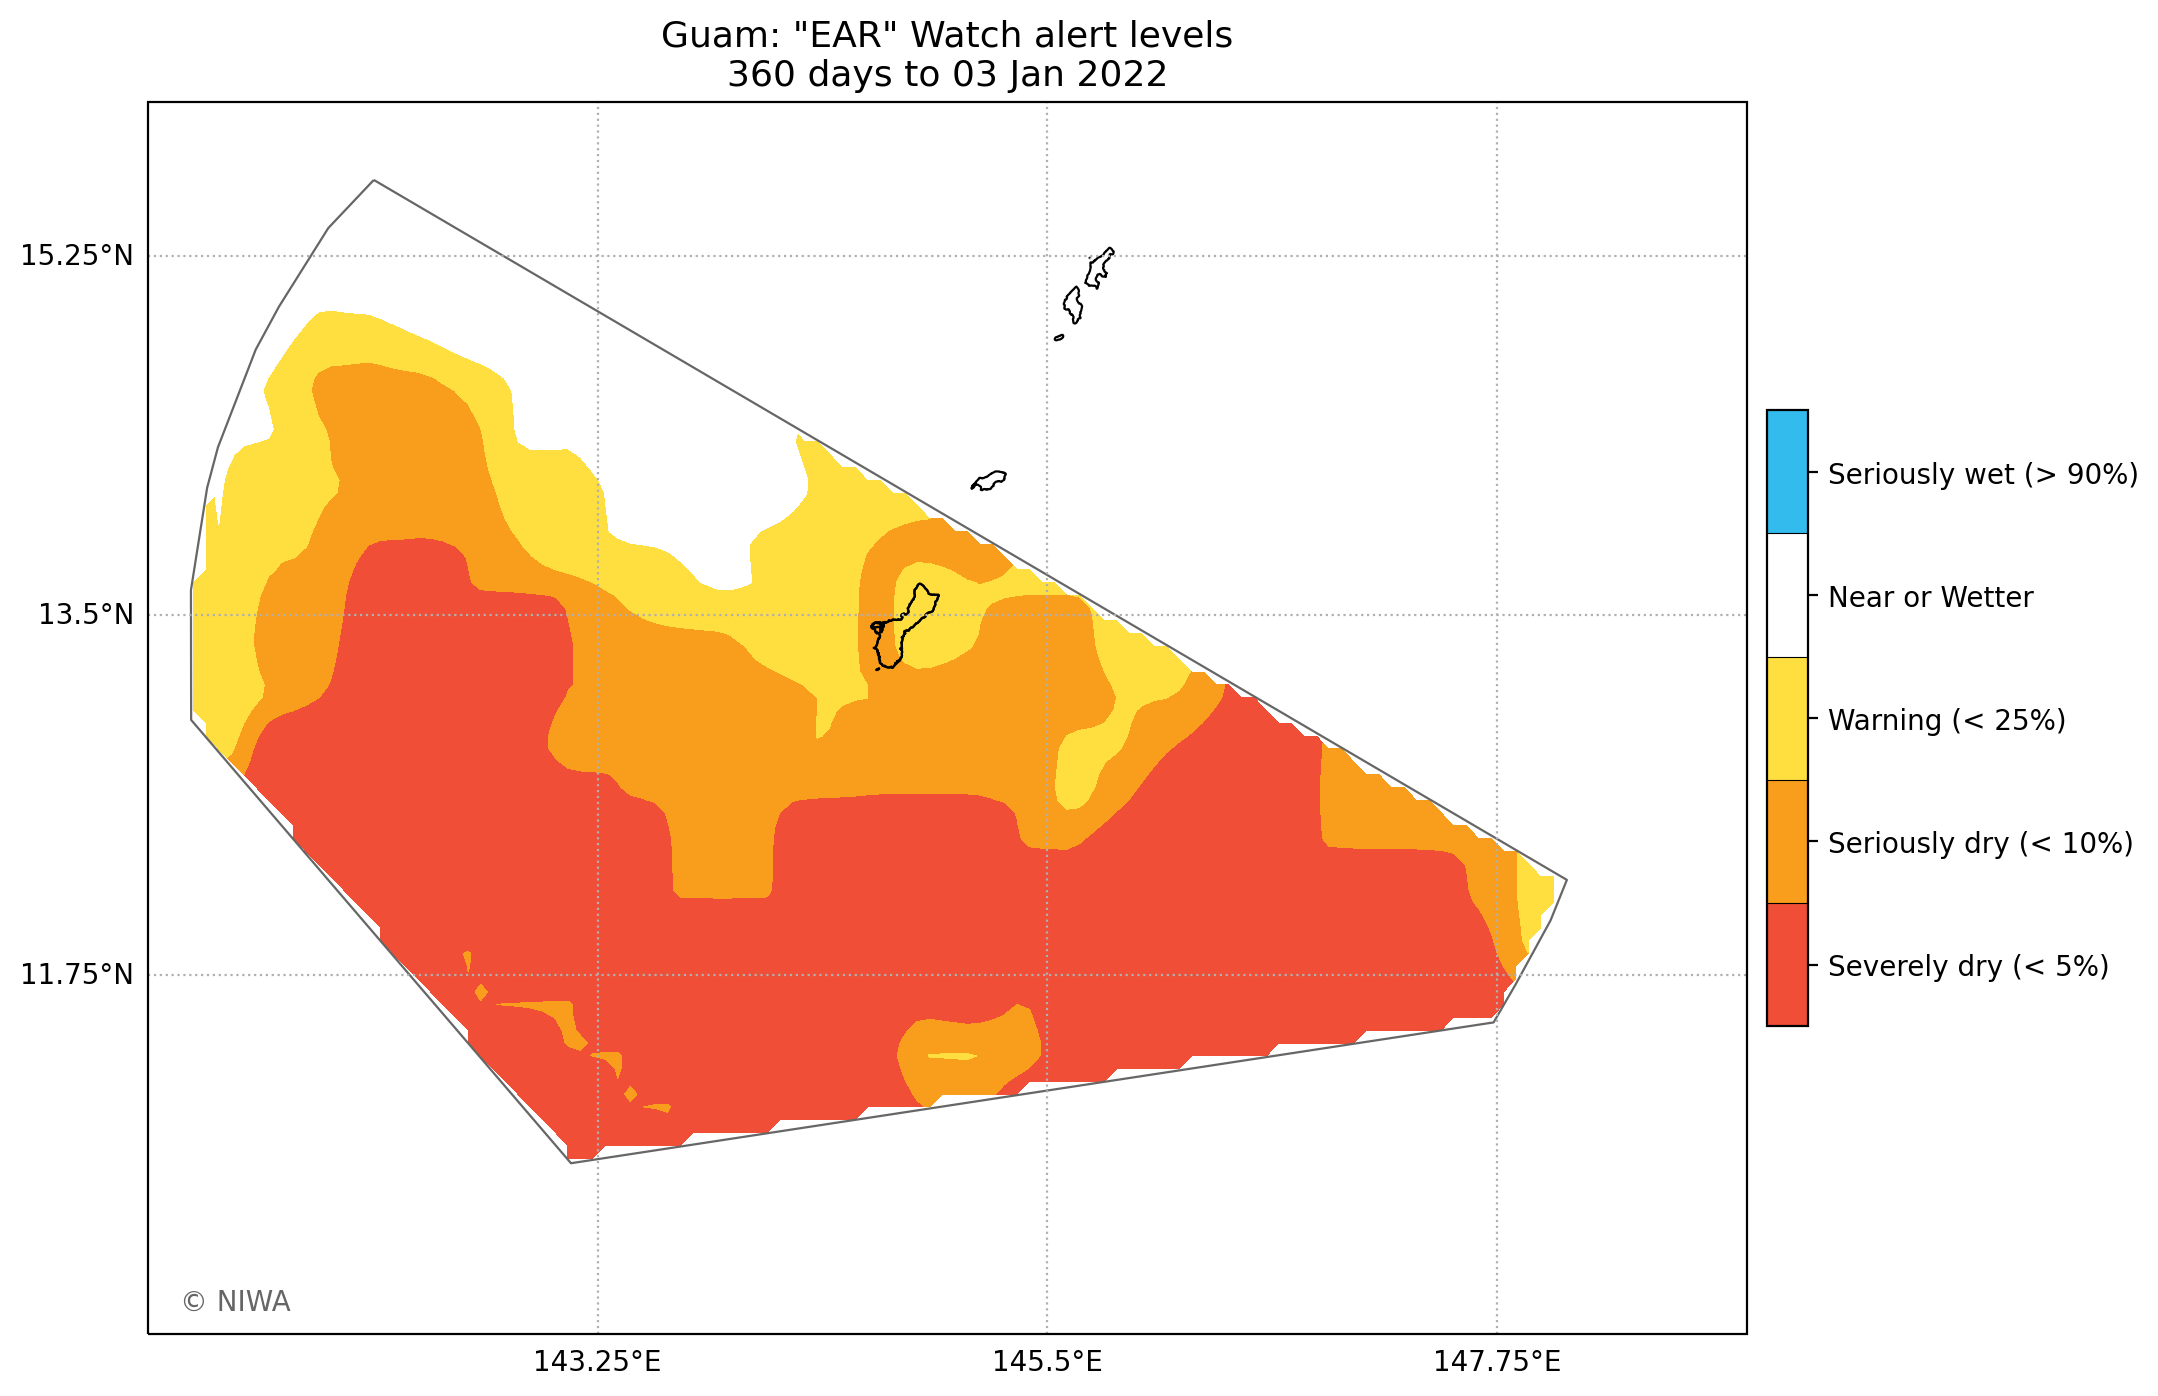 Guam: "EAR" Watch alert levels
360 days to 03 Jan 2022
15.25°N
13.5°N
11.75°N
143.25°E
145.5°E
147.75°E
Seriously wet (> 90%)
Near or Wetter
Warning (< 25%)
Seriously dry (< 10%)
Severely dry (< 5%)
© NIWA